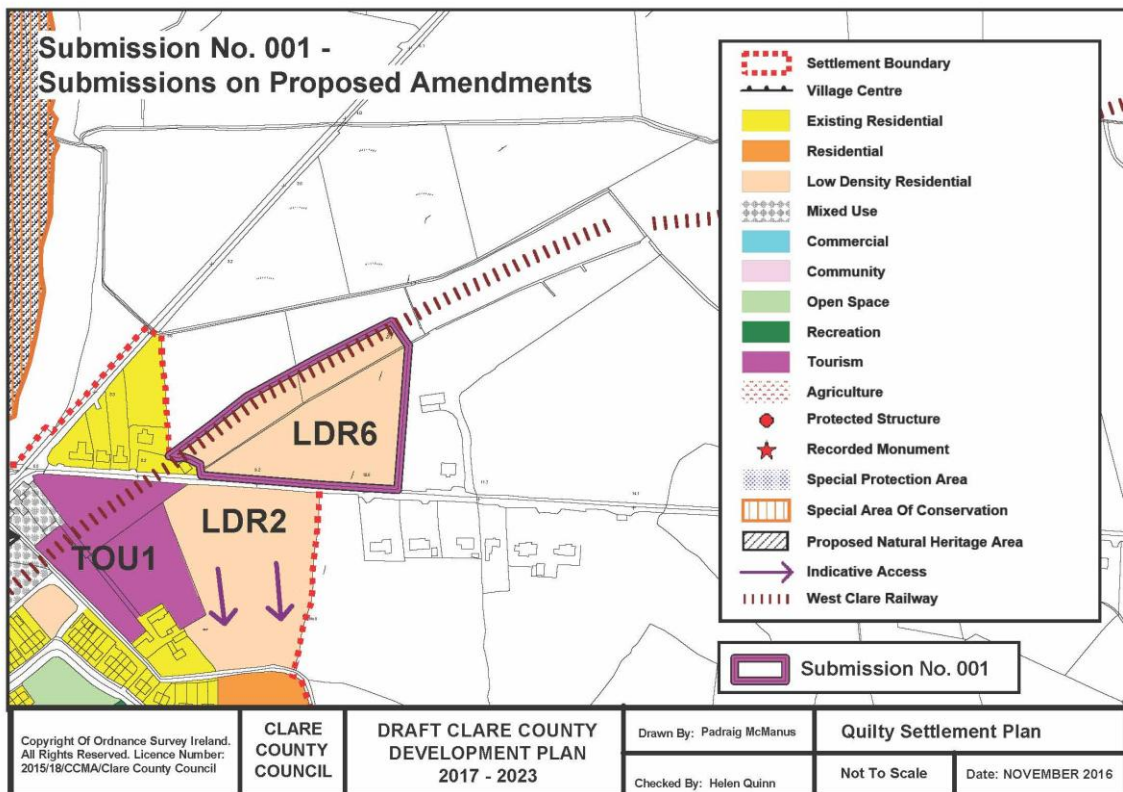 Submission No. 001 -
Submissions on Proposed Amendments
Settlement Boundary
Village Centre
Existing Residential
Residential
Low Density Residential
Mixed Use
Commercial
Community
Open Space
Recreation
Tourism
Agriculture
Protected Structure
Recorded Monument
Special Protection Area
Special Area Of Conservation
Proposed Natural Heritage Area
Indicative Access
West Clare Railway
Submission No. 001
LDR6
LDR2
TOU1
Copyright Of Ordnance Survey Ireland.
All Rights Reserved. Licence Number:
2015/18/CCMA/Clare County Council
CLARE
COUNTY
COUNCIL
DRAFT CLARE COUNTY
DEVELOPMENT PLAN
2017 - 2023
Drawn By: Padraig McManus
Checked By: Helen Quinn
Quilty Settlement Plan
Not To Scale
Date: NOVEMBER 2016